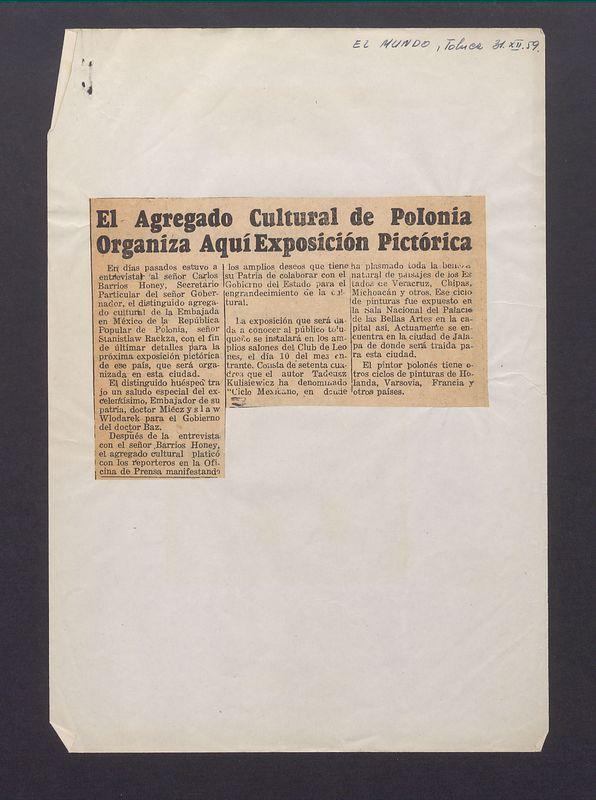 EL MUNDO, Toluca 31.XII.59.
El Agregado Cultural de Polonia
Organiza Aquí Exposición Pictórica
En días pasados estuvo a
entrevistar al señor Carlos
Barrios Honey, Secretario
Particular del señor Gober-
nador, el distinguido agrega-
do cultural de la Embajada
en México de la República
Popular de Polonia, señor
Stanistlaw Rackza, con el fin
de últimar detalles para la
próxima exposición pictórica
de ese país, que será orga-
nizada en esta ciudad.
El distinguido huésped tra
jo un saludo especial del ex-
celentísimo, Embajador de su
patria, doctor Miécz y s l a w
Wlodarek para el Gobierno
del doctor Baz.
Después de la entrevista
con el señor Barrios Honey,
el agregado cultural platicó
con los reporteros en la Ofi
cina de Prensa manifestando
los amplios deseos que tiene
su Patria de colaborar con el
Gobierno del Estado para el
engrandecimiento de la cul-
tural.
La exposición que será da-
da a conocer al público tolu-
queño se instalará en los am-
plios salones del Club de Leo
nes, el día 10 del mes en-
trante. Consta de setenta cua-
dros que el autor Tadeusz
Kulisiewicz ha denominado
"Ciclo Mexicano, en donde
ha plasmado toda la belleza
natural de paisajes de los Es
tados de Veracruz, Chipas,
Michoacán y otros. Ese ciclo
de pinturas fue expuesto en
la Sala Nacional del Palacio
de las Bellas Artes en la ca-
pital así, Actuamente se en-
cuentra en la ciudad de Jala-
pa de donde será traída pa-
ra esta ciudad.
El pintor polonés tiene o-
tros ciclos de pinturas de Ho-
landa, Varsovia, Francia y
otros países.